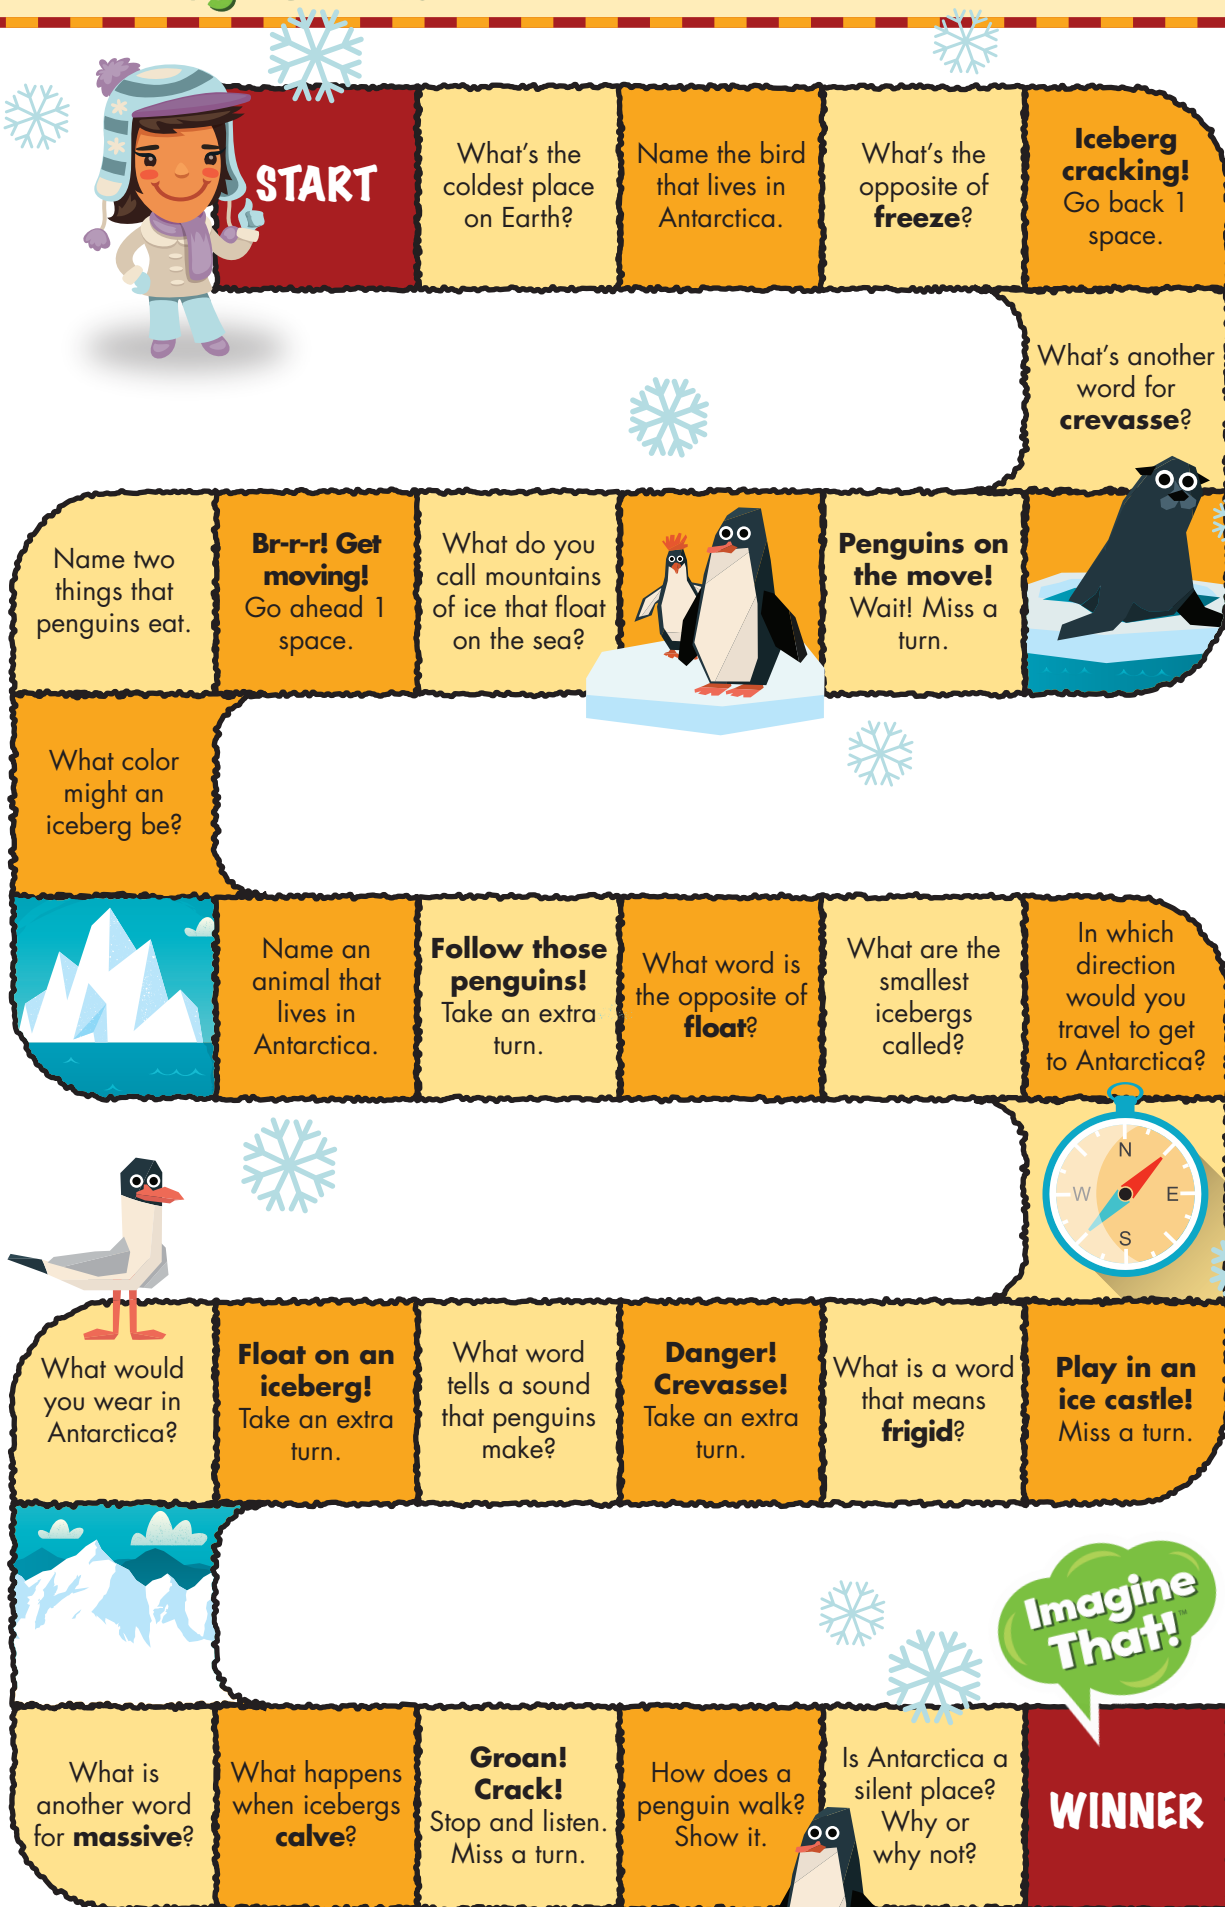 START
What's the
coldest place
on Earth?
Name the bird
that lives in
Antarctica.
What's the
opposite of
freeze?
Iceberg
cracking!
Go back 1
space.
What's another
word for
crevasse?
Penguins on
the move!
Wait! Miss a
turn.
What do you
call mountains
of ice that float
on the sea?
Br-r-r! Get
moving!
Go ahead 1
space.
Name two
things that
penguins eat.
What color
might an
iceberg be?
Name an
animal that
lives in
Antarctica.
Follow those
penguins!
Take an extra
turn.
What word is
the opposite of
float?
What are the
smallest
icebergs
called?
In which
direction
would you
travel to get
to Antarctica?
N
W
E
S
Play in an
ice castle!
Miss a turn.
What is a word
that means
frigid?
Danger!
Crevasse!
Take an extra
turn.
What word
tells a sound
that penguins
make?
Float on an
iceberg!
Take an extra
turn.
What would
you wear in
Antarctica?
What is
another word
for massive?
What happens
when icebergs
calve?
Groan!
Crack!
Stop and listen.
Miss a turn.
How does a
penguin walk?
Show it.
Is Antarctica a
silent place?
Why or
why not?
Imagine
That!™
WINNER